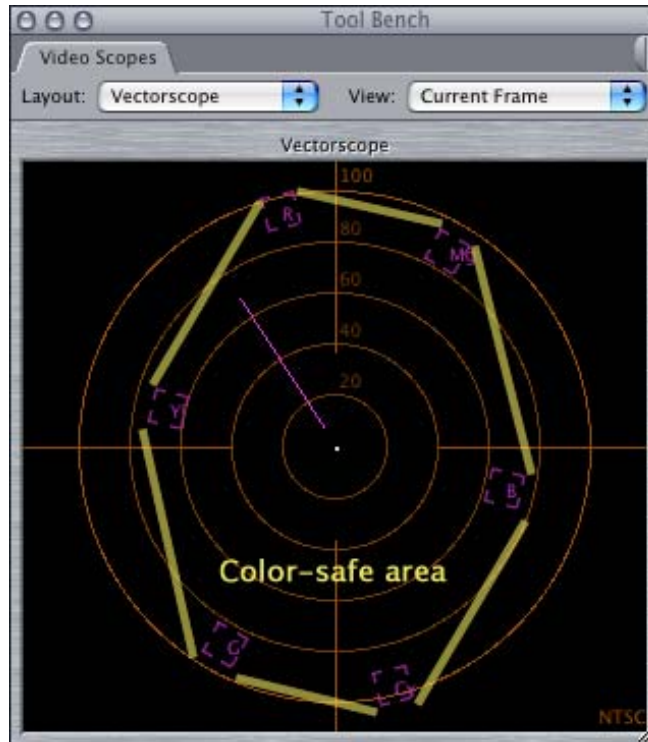 Tool Bench
Video Scopes
Layout: Vectorscope View: Current Frame
Vectorscope
100
R
80
Mg
60
40
20
Y
B
Color-safe area
G
Cy
NTSC